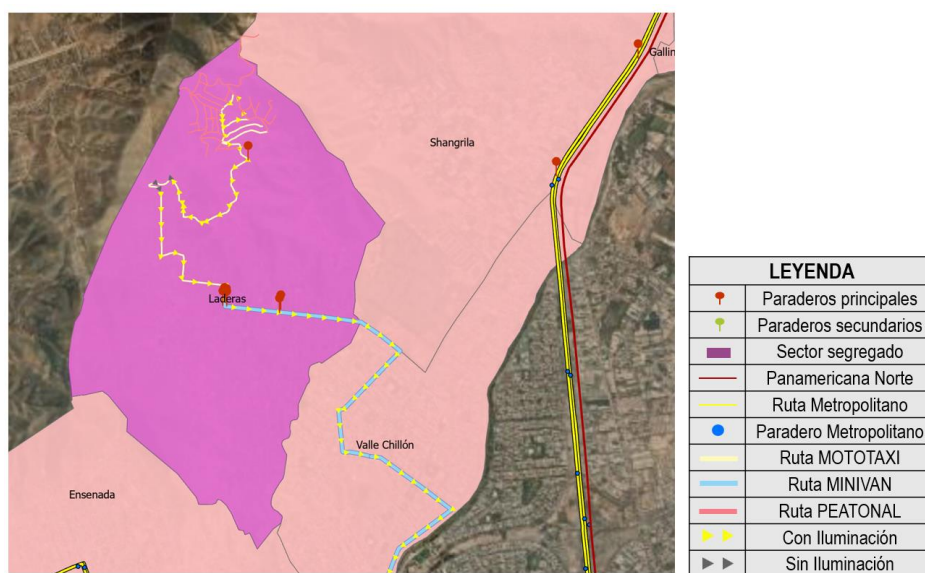 Gallin
Shangrila
Laderas
Valle Chillón
Ensenada
LEYENDA
Paraderos principales
Paraderos secundarios
Sector segregado
Panamericana Norte
Ruta Metropolitano
Paradero Metropolitano
Ruta MOTOTAXI
Ruta MINIVAN
Ruta PEATONAL
Con Iluminación
Sin Iluminación